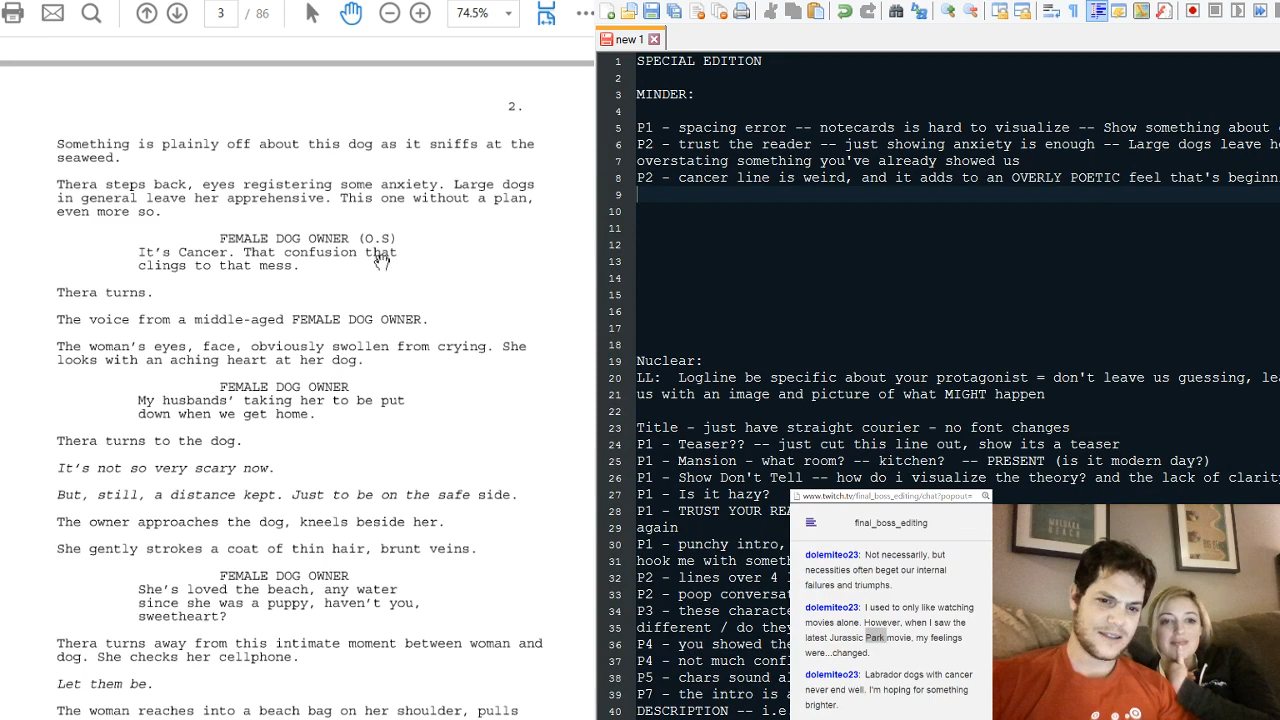 3 / 86
74.5%
new 1
2.
Something is plainly off about this dog as it sniffs at the
seaweed.
Thera steps back, eyes registering some anxiety. Large dogs
in general leave her apprehensive. This one without a plan,
even more so.
FEMALE DOG OWNER (O.S)
It's Cancer. That confusion that
clings to that mess.
Thera turns.
The voice from a middle-aged FEMALE DOG OWNER.
The woman's eyes, face, obviously swollen from crying. She
looks with an aching heart at her dog.
FEMALE DOG OWNER
My husbands' taking her to be put
down when we get home.
Thera turns to the dog.
It's not so very scary now.
But, still, a distance kept. Just to be on the safe side.
The owner approaches the dog, kneels beside her.
She gently strokes a coat of thin hair, brunt veins.
FEMALE DOG OWNER
She's loved the beach, any water
since she was a puppy, haven't you,
sweetheart?
Thera turns away from this intimate moment between woman and
dog. She checks her cellphone.
Let them be.
The woman reaches into a beach bag on her shoulder, pulls
1 SPECIAL EDITION
2
3 MINDER:
4
5 P1 - spacing error -- notecards is hard to visualize -- Show something about
6 P2 - trust the reader -- just showing anxiety is enough -- Large dogs leave he
7 overstating something you've already showed us
8 P2 - cancer line is weird, and it adds to an OVERLY POETIC feel that's beginn
9
10
11
12
13
14
15
16
17
18
19 Nuclear:
20 LL: Logline be specific about your protagonist = don't leave us guessing, lea
21 us with an image and picture of what MIGHT happen
22
23 Title - just have straight courier - no font changes
24 P1 - Teaser?? -- just cut this line out, show its a teaser
25 P1 - Mansion - what room? -- kitchen? -- PRESENT (is it modern day?)
26 P1 - Show Don't Tell -- how do i visualize the theory? and the lack of clarity
27 P1 - Is it hazy?
28 P1 - TRUST YOUR REA
29 again
30 P1 - punchy intro,
31 hook me with someth
32 P2 - lines over 4 l
33 P2 - poop conversat
34 P3 - these characte
35 different / do they
36 P4 - you showed the
37 P4 - not much confl
38 P5 - chars sound al
39 P7 - the intro is a
40 DESCRIPTION -- i.e.
www.twitch.tv/final_boss_editing/chat?popout=
final_boss_editing
dolemiteo23: Not necessarily, but
necessities often beget our internal
failures and triumphs.
dolemiteo23: I used to only like watching
movies alone. However, when I saw the
latest Jurassic Park movie, my feelings
were...changed.
dolemiteo23: Labrador dogs with cancer
never end well. I'm hoping for something
brighter.